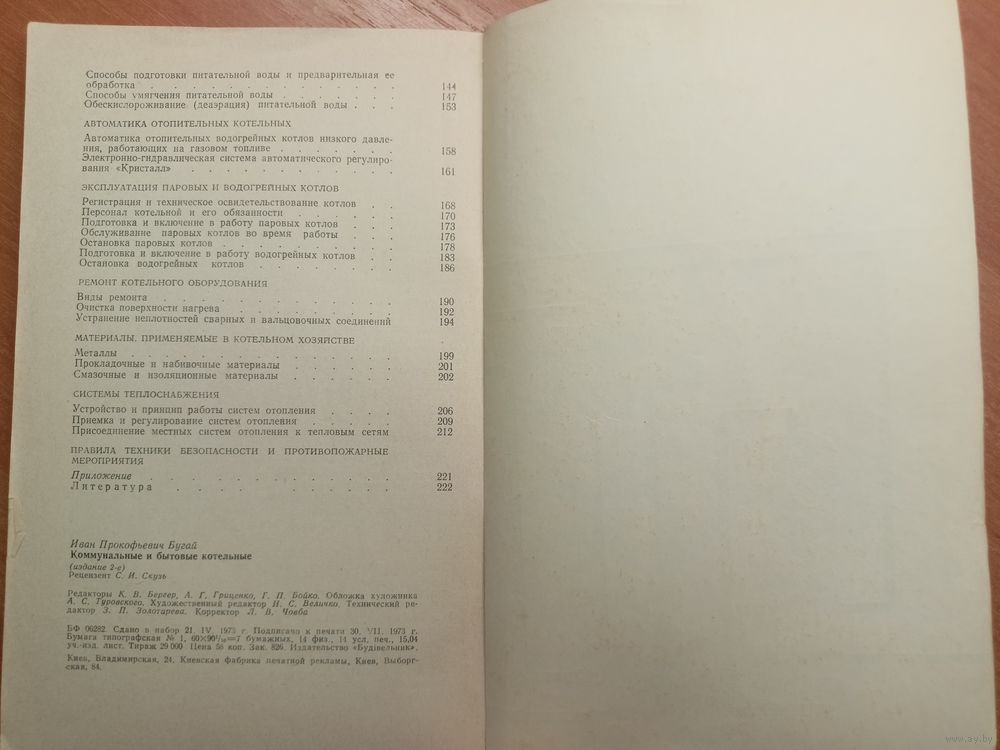 Способы подготовки питательной воды и предварительная ее
обработка . . . . . . . . . . . . . 144
Способы умягчения питательной воды . . . . . . 147
Обескислороживание (деаэрация) питательной воды . . . 153
АВТОМАТИКА ОТОПИТЕЛЬНЫХ КОТЕЛЬНЫХ
Автоматика отопительных водогрейных котлов низкого давле-
ния, работающих на газовом топливе . . . . . . 158
Электронно-гидравлическая система автоматического регулиро-
вания «Кристалл» . . . . . . . . . . 161
ЭКСПЛУАТАЦИЯ ПАРОВЫХ И ВОДОГРЕЙНЫХ КОТЛОВ
Регистрация и техническое освидетельствование котлов . . 168
Персонал котельной и его обязанности . . . . . 170
Подготовка и включение в работу паровых котлов . . . 173
Обслуживание паровых котлов во время работы . . . 176
Остановка паровых котлов . . . . . . . . 178
Подготовка и включение в работу водогрейных котлов . . 183
Остановка водогрейных котлов . . . . . . . 186
РЕМОНТ КОТЕЛЬНОГО ОБОРУДОВАНИЯ
Виды ремонта . . . . . . . . . . . . 190
Очистка поверхности нагрева . . . . . . . . 192
Устранение неплотностей сварных и вальцовочных соединений 194
МАТЕРИАЛЫ, ПРИМЕНЯЕМЫЕ В КОТЕЛЬНОМ ХОЗЯЙСТВЕ
Металлы . . . . . . . . . . . . . . 199
Прокладочные и набивочные материалы . . . . . . 201
Смазочные и изоляционные материалы . . . . . . 202
СИСТЕМЫ ТЕПЛОСНАБЖЕНИЯ
Устройство и принцип работы систем отопления . . . . 206
Приемка и регулирование систем отопления . . . . . 209
Присоединение местных систем отопления к тепловым сетям 212
ПРАВИЛА ТЕХНИКИ БЕЗОПАСНОСТИ И ПРОТИВОПОЖАРНЫЕ
МЕРОПРИЯТИЯ
Приложение . . . . . . . . . . . . 221
Литература . . . . . . . . . . . 222
Иван Прокофьевич Бугай
Коммунальные и бытовые котельные
(издание 2-е)
Рецензент С. И. Скузь
Редакторы К. В. Бергер, А. Г. Гриценко, Г. П. Бойко. Обложка художника
А. С. Гуровского. Художественный редактор И. С. Величко. Технический ре-
дактор З. П. Золотарева. Корректор Л. В. Човба
БФ 06282. Сдано в набор 21. IV. 1973 г. Подписано к печати 30. VII. 1973 г.
Бумага типографская № 1, 60×90¹/₁₆=7 бумажных, 14 физ., 14 усл. печ., 15,04
уч.-изд. лист. Тираж 29 000 Цена 56 коп. Зак. 826. Издательство «Будівельник».
Киев, Владимирская, 24. Киевская фабрика печатной рекламы, Киев, Выборг-
ская, 84.
www.ay.by